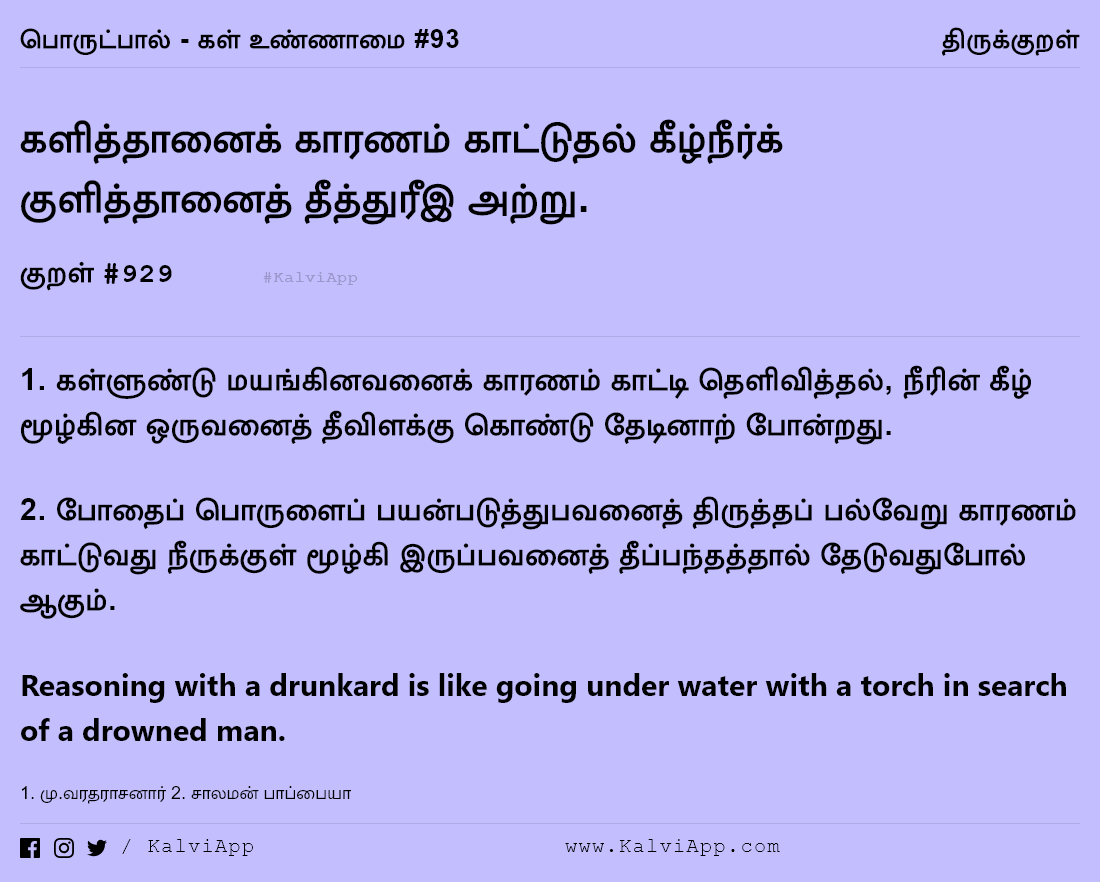 பொருட்பால் - கள் உண்ணாமை #93 திருக்குறள்
களித்தானைக் காரணம் காட்டுதல் கீழ்நீர்க்
குளித்தானைத் தீத்துரீஇ அற்று.
குறள் #929 #KalviApp
1. கள்ளுண்டு மயங்கினவனைக் காரணம் காட்டி தெளிவித்தல், நீரின் கீழ்
மூழ்கின ஒருவனைத் தீவிளக்கு கொண்டு தேடினாற் போன்றது.
2. போதைப் பொருளைப் பயன்படுத்துபவனைத் திருத்தப் பல்வேறு காரணம்
காட்டுவது நீருக்குள் மூழ்கி இருப்பவனைத் தீப்பந்தத்தால் தேடுவதுபோல்
ஆகும்.
Reasoning with a drunkard is like going under water with a torch in search
of a drowned man.
1. மு.வரதராசனார் 2. சாலமன் பாப்பையா
/ KalviApp www.KalviApp.com